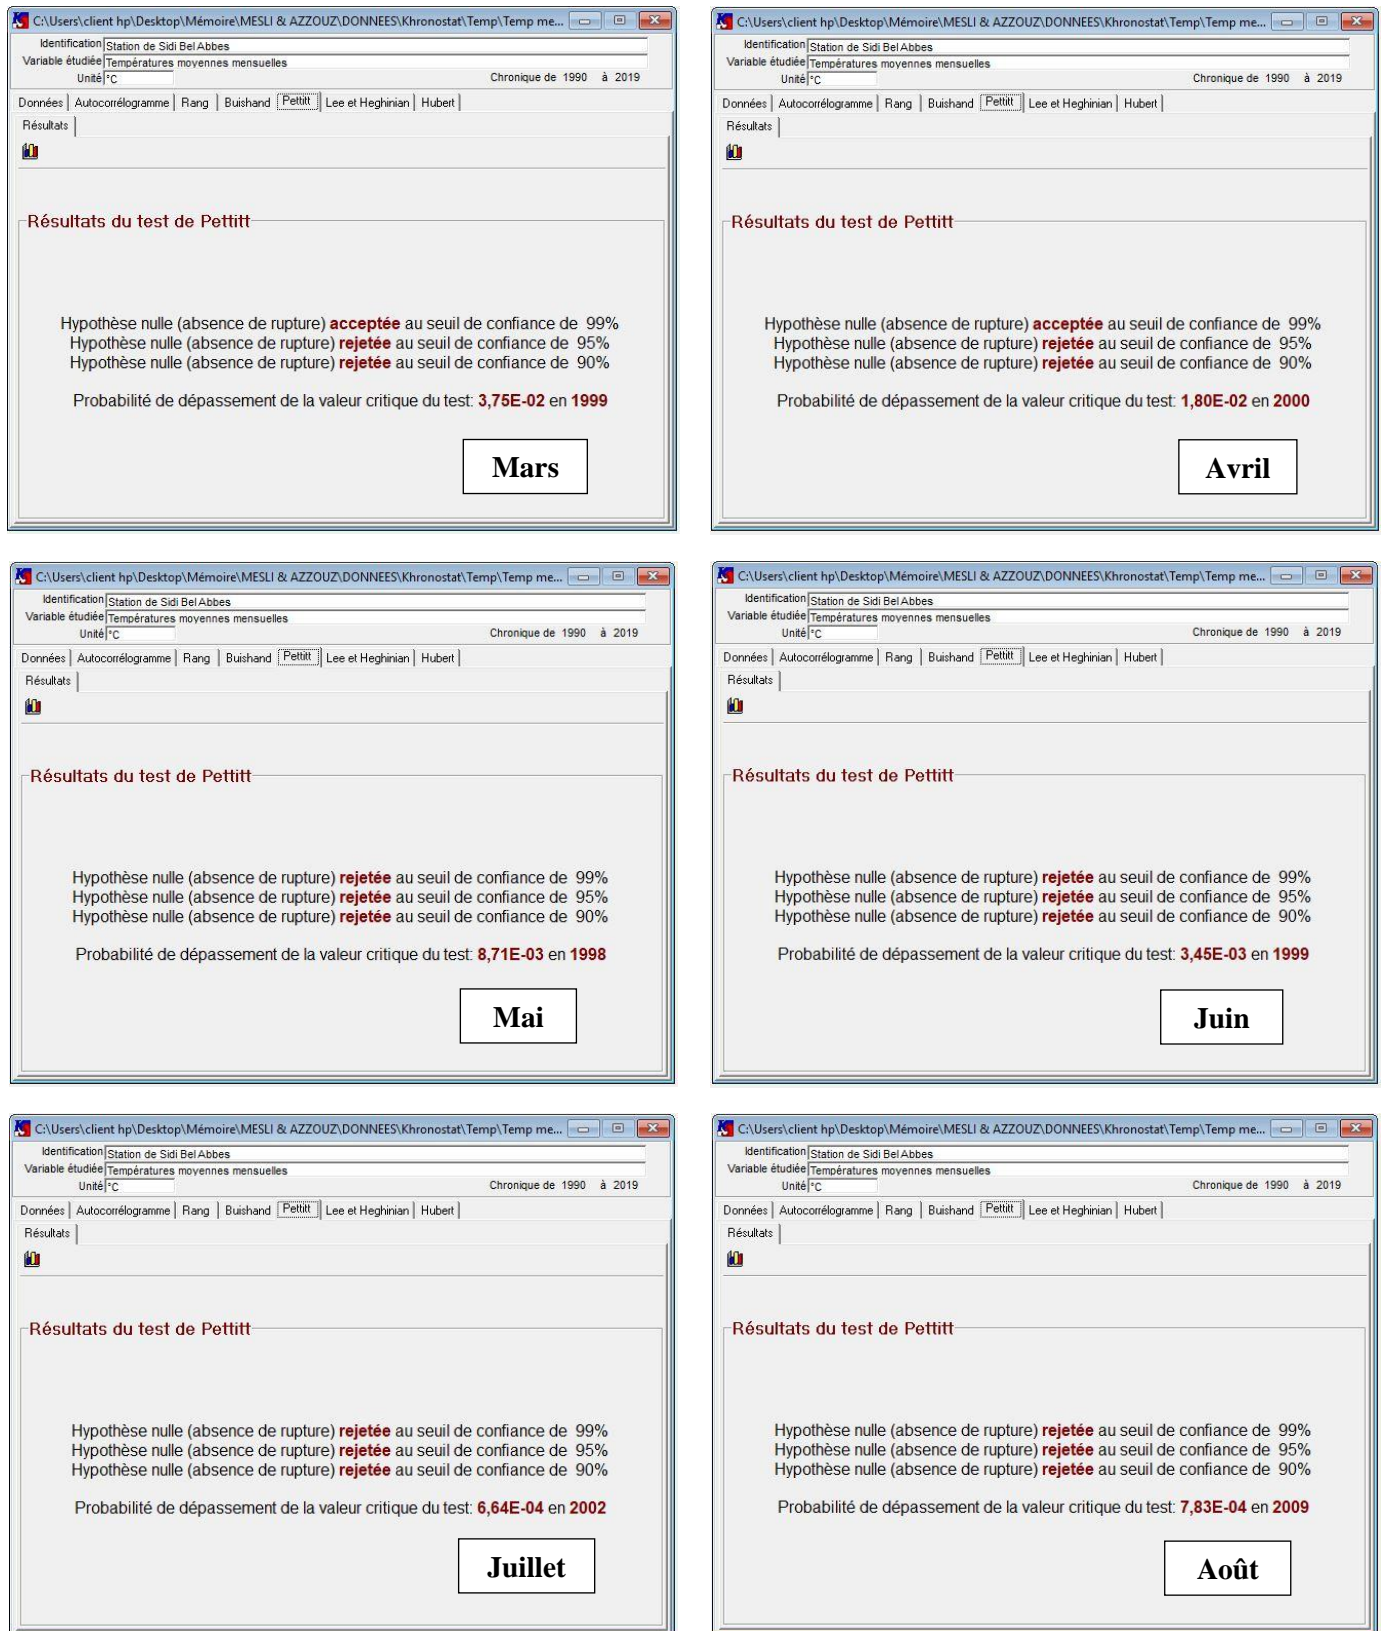 C:\Users\client hp\Desktop\Mémoire\MESLI & AZZOUZ\DONNEES\Khronostat\Temp\Temp me...
Identification Station de Sidi Bel Abbes
Variable étudiée Températures moyennes mensuelles
Unité °C Chronique de 1990 à 2019
Données Autocorrélogramme Rang Buishand Pettitt Lee et Heghinian Hubert
Résultats
Résultats du test de Pettitt
Hypothèse nulle (absence de rupture) acceptée au seuil de confiance de 99%
Hypothèse nulle (absence de rupture) rejetée au seuil de confiance de 95%
Hypothèse nulle (absence de rupture) rejetée au seuil de confiance de 90%
Probabilité de dépassement de la valeur critique du test: 3,75E-02 en 1999
Mars
C:\Users\client hp\Desktop\Mémoire\MESLI & AZZOUZ\DONNEES\Khronostat\Temp\Temp me...
Identification Station de Sidi Bel Abbes
Variable étudiée Températures moyennes mensuelles
Unité °C Chronique de 1990 à 2019
Données Autocorrélogramme Rang Buishand Pettitt Lee et Heghinian Hubert
Résultats
Résultats du test de Pettitt
Hypothèse nulle (absence de rupture) acceptée au seuil de confiance de 99%
Hypothèse nulle (absence de rupture) rejetée au seuil de confiance de 95%
Hypothèse nulle (absence de rupture) rejetée au seuil de confiance de 90%
Probabilité de dépassement de la valeur critique du test: 1,80E-02 en 2000
Avril
C:\Users\client hp\Desktop\Mémoire\MESLI & AZZOUZ\DONNEES\Khronostat\Temp\Temp me...
Identification Station de Sidi Bel Abbes
Variable étudiée Températures moyennes mensuelles
Unité °C Chronique de 1990 à 2019
Données Autocorrélogramme Rang Buishand Pettitt Lee et Heghinian Hubert
Résultats
Résultats du test de Pettitt
Hypothèse nulle (absence de rupture) rejetée au seuil de confiance de 99%
Hypothèse nulle (absence de rupture) rejetée au seuil de confiance de 95%
Hypothèse nulle (absence de rupture) rejetée au seuil de confiance de 90%
Probabilité de dépassement de la valeur critique du test: 8,71E-03 en 1998
Mai
C:\Users\client hp\Desktop\Mémoire\MESLI & AZZOUZ\DONNEES\Khronostat\Temp\Temp me...
Identification Station de Sidi Bel Abbes
Variable étudiée Températures moyennes mensuelles
Unité °C Chronique de 1990 à 2019
Données Autocorrélogramme Rang Buishand Pettitt Lee et Heghinian Hubert
Résultats
Résultats du test de Pettitt
Hypothèse nulle (absence de rupture) rejetée au seuil de confiance de 99%
Hypothèse nulle (absence de rupture) rejetée au seuil de confiance de 95%
Hypothèse nulle (absence de rupture) rejetée au seuil de confiance de 90%
Probabilité de dépassement de la valeur critique du test: 3,45E-03 en 1999
Juin
C:\Users\client hp\Desktop\Mémoire\MESLI & AZZOUZ\DONNEES\Khronostat\Temp\Temp me...
Identification Station de Sidi Bel Abbes
Variable étudiée Températures moyennes mensuelles
Unité °C Chronique de 1990 à 2019
Données Autocorrélogramme Rang Buishand Pettitt Lee et Heghinian Hubert
Résultats
Résultats du test de Pettitt
Hypothèse nulle (absence de rupture) rejetée au seuil de confiance de 99%
Hypothèse nulle (absence de rupture) rejetée au seuil de confiance de 95%
Hypothèse nulle (absence de rupture) rejetée au seuil de confiance de 90%
Probabilité de dépassement de la valeur critique du test: 6,64E-04 en 2002
Juillet
C:\Users\client hp\Desktop\Mémoire\MESLI & AZZOUZ\DONNEES\Khronostat\Temp\Temp me...
Identification Station de Sidi Bel Abbes
Variable étudiée Températures moyennes mensuelles
Unité °C Chronique de 1990 à 2019
Données Autocorrélogramme Rang Buishand Pettitt Lee et Heghinian Hubert
Résultats
Résultats du test de Pettitt
Hypothèse nulle (absence de rupture) rejetée au seuil de confiance de 99%
Hypothèse nulle (absence de rupture) rejetée au seuil de confiance de 95%
Hypothèse nulle (absence de rupture) rejetée au seuil de confiance de 90%
Probabilité de dépassement de la valeur critique du test: 7,83E-04 en 2009
Août